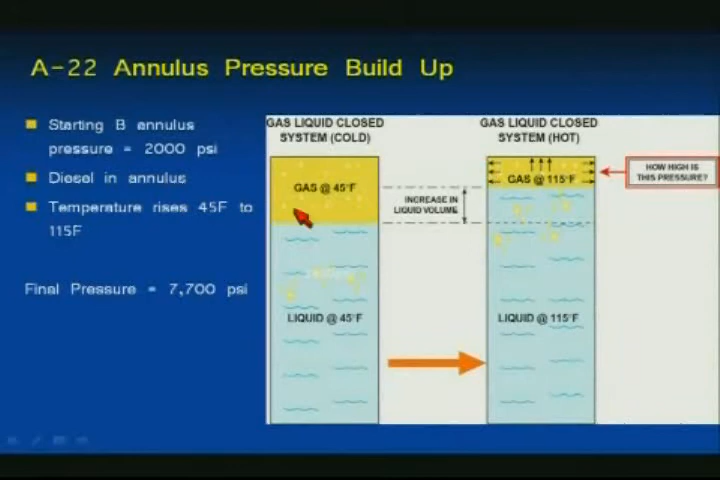 A-22 Annulus Pressure Build Up
Starting B annulus
pressure = 2000 psi
Diesel in annulus
Temperature rises 45F to
115F
Final Pressure = 7,700 psi
GAS LIQUID CLOSED
SYSTEM (COLD)
GAS @ 45°F
LIQUID @ 45°F
INCREASE IN
LIQUID VOLUME
GAS LIQUID CLOSED
SYSTEM (HOT)
GAS @ 115°F
LIQUID @ 115°F
HOW HIGH IS
THIS PRESSURE?